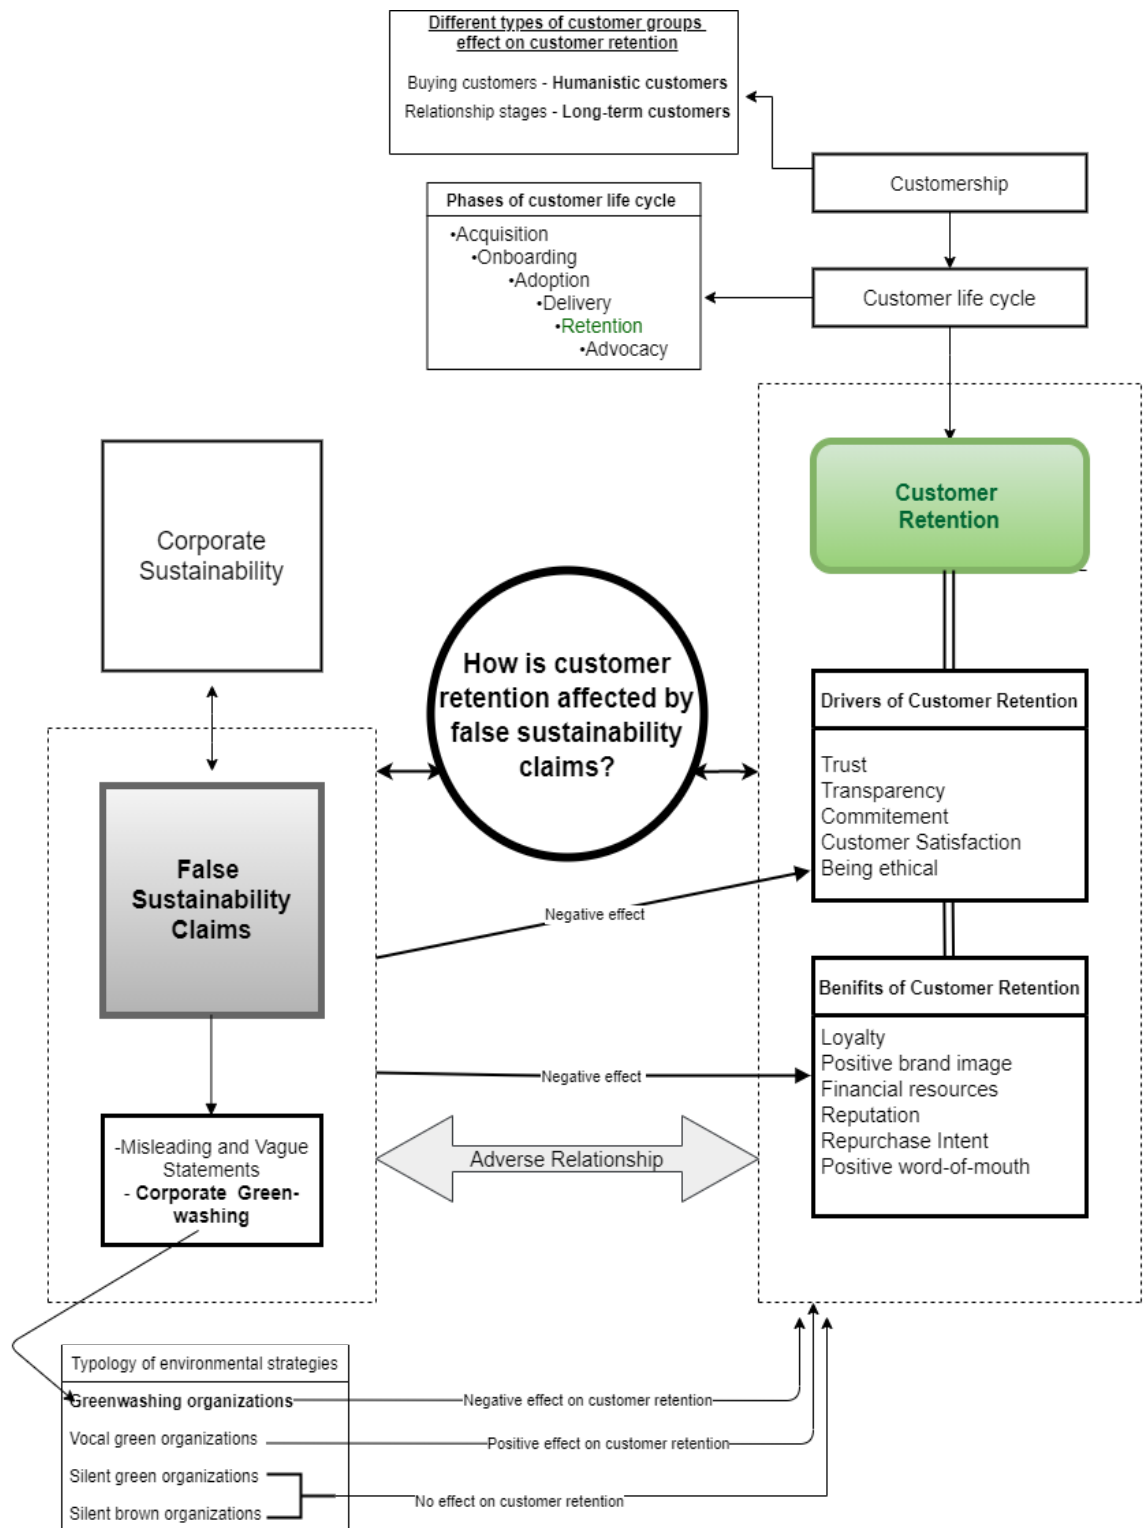 Different types of customer groups
effect on customer retention
Buying customers - Humanistic customers
Relationship stages - Long-term customers
Customership
Phases of customer life cycle
•Acquisition
•Onboarding
•Adoption
•Delivery
•Retention
•Advocacy
Customer life cycle
Customer
Retention
Corporate
Sustainability
How is customer
retention affected by
false sustainability
claims?
Drivers of Customer Retention
Trust
Transparency
Commitement
Customer Satisfaction
Being ethical
False
Sustainability
Claims
Negative effect
Benifits of Customer Retention
Loyalty
Positive brand image
Financial resources
Reputation
Repurchase Intent
Positive word-of-mouth
Negative effect
-Misleading and Vague
Statements
- Corporate Green-
washing
Adverse Relationship
Typology of environmental strategies
Greenwashing organizations
Negative effect on customer retention
Vocal green organizations
Positive effect on customer retention
Silent green organizations
Silent brown organizations
No effect on customer retention